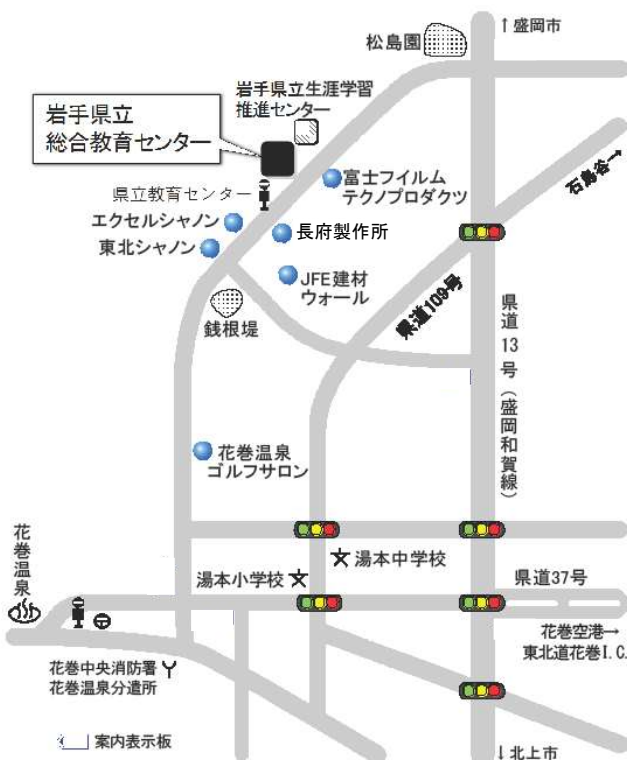 ↑盛岡市
松島園
岩手県立生涯学習
推進センター
岩手県立
総合教育センター
石鳥谷→
富士フイルム
テクノプロダクツ
県立教育センター
エクセルシャノン
長府製作所
東北シャノン
JFE建材
ウォール
県道109号
県道13号(盛岡和賀線)
銭根堤
花巻温泉
ゴルフサロン
花巻温泉
湯本中学校
湯本小学校
県道37号
花巻空港→
東北道花巻I.C.
花巻中央消防署
花巻温泉分遣所
案内表示板
↓北上市